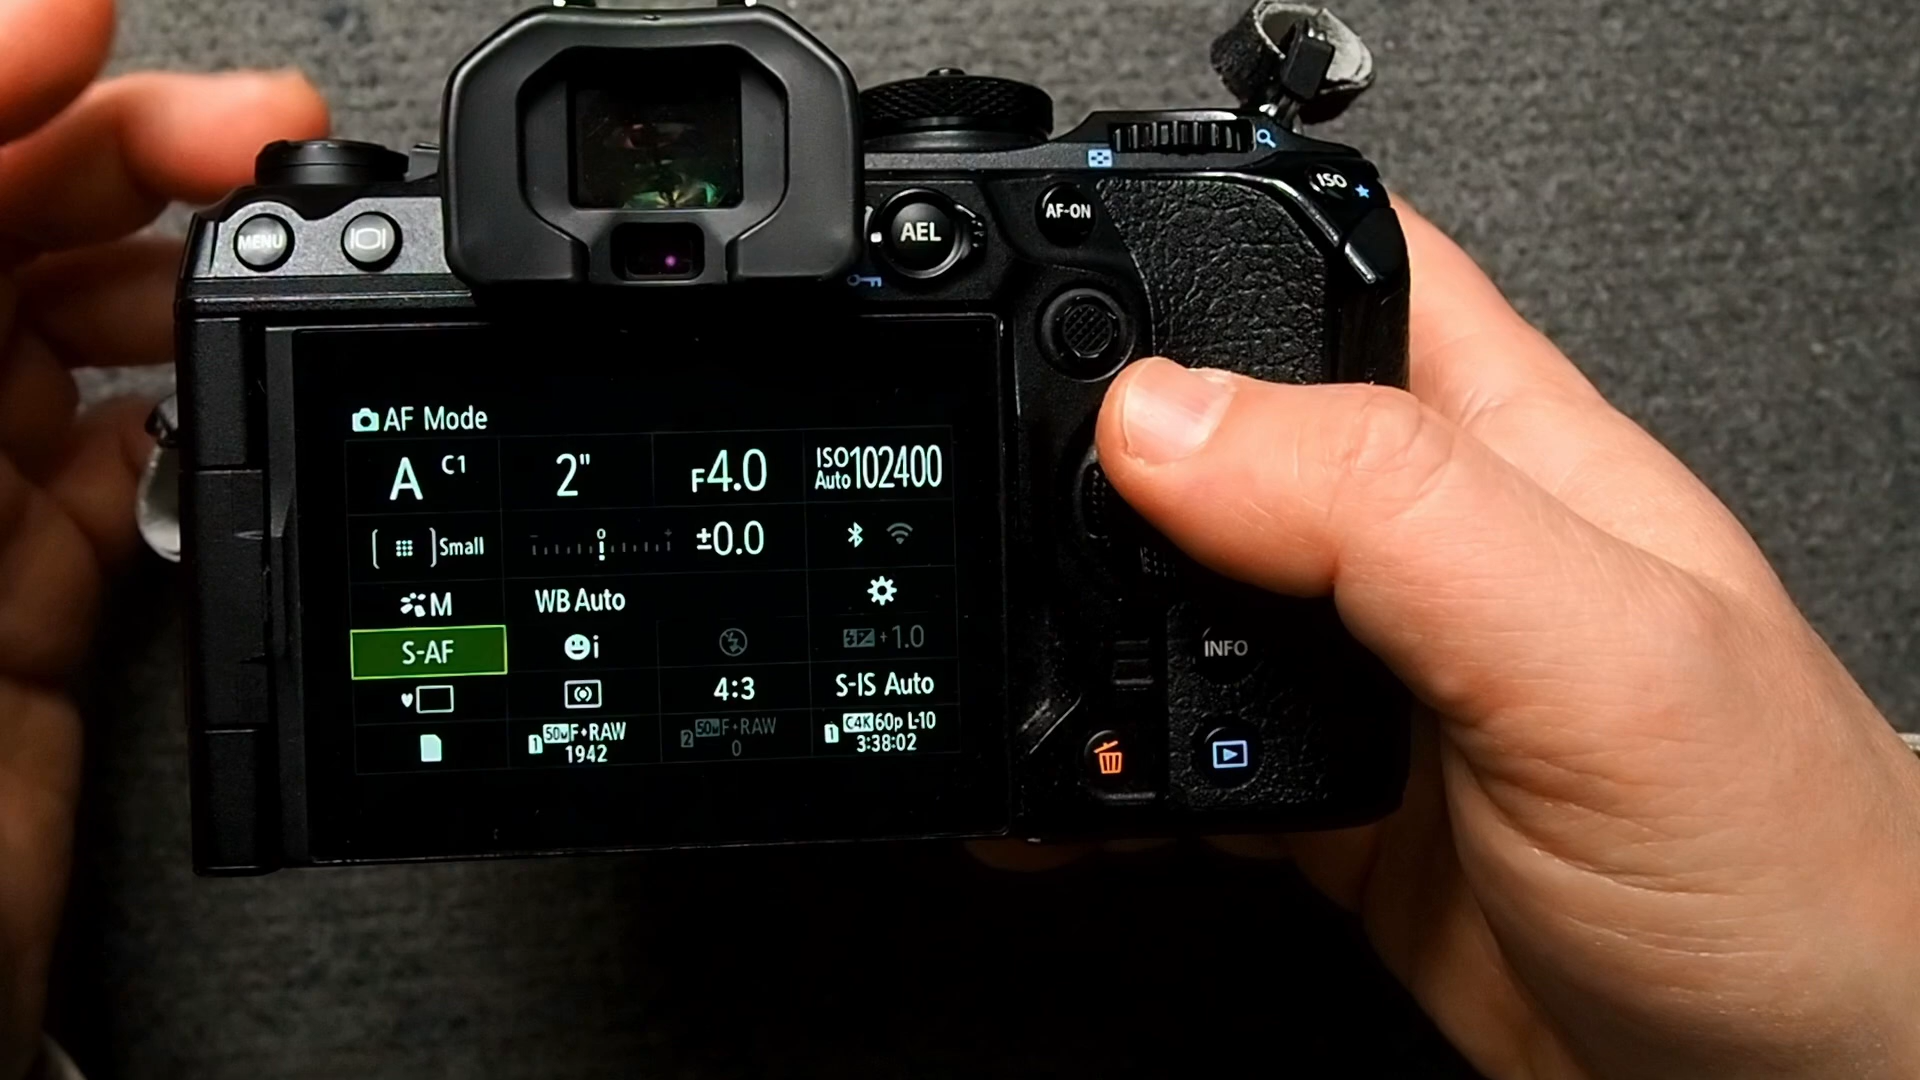 MENU
AEL
AF-ON
ISO
AF Mode
A C1 2" F4.0 ISO Auto 102400
Small ±0.0
M WB Auto
S-AF i +1.0
4:3 S-IS Auto
1 50M F+RAW 2 50M F+RAW 1 C4K 60p L-10
1942 0 3:38:02
INFO